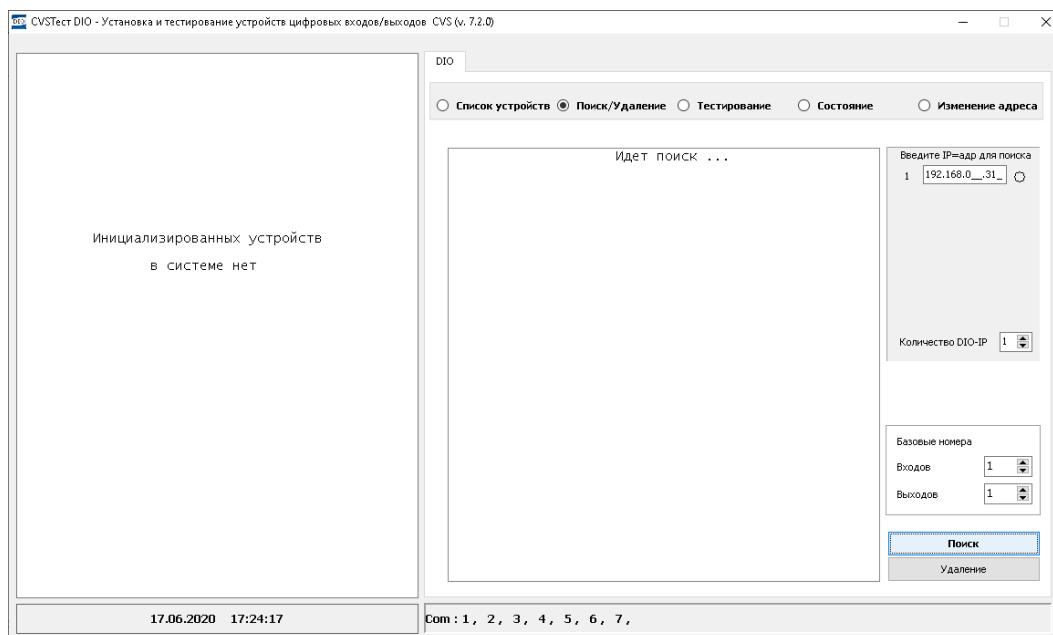 DIO CVSТест DIO - Установка и тестирование устройств цифровых входов/выходов CVS (v. 7.2.0)
Инициализированных устройств
в системе нет
17.06.2020 17:24:17
DIO
Список устройств Поиск/Удаление Тестирование Состояние Изменение адреса
Идет поиск ...
Введите IP=адр для поиска
1 192.168.0__.31_
Количество DIO-IP 1
Базовые номера
Входов 1
Выходов 1
Поиск
Удаление
Com : 1, 2, 3, 4, 5, 6, 7,